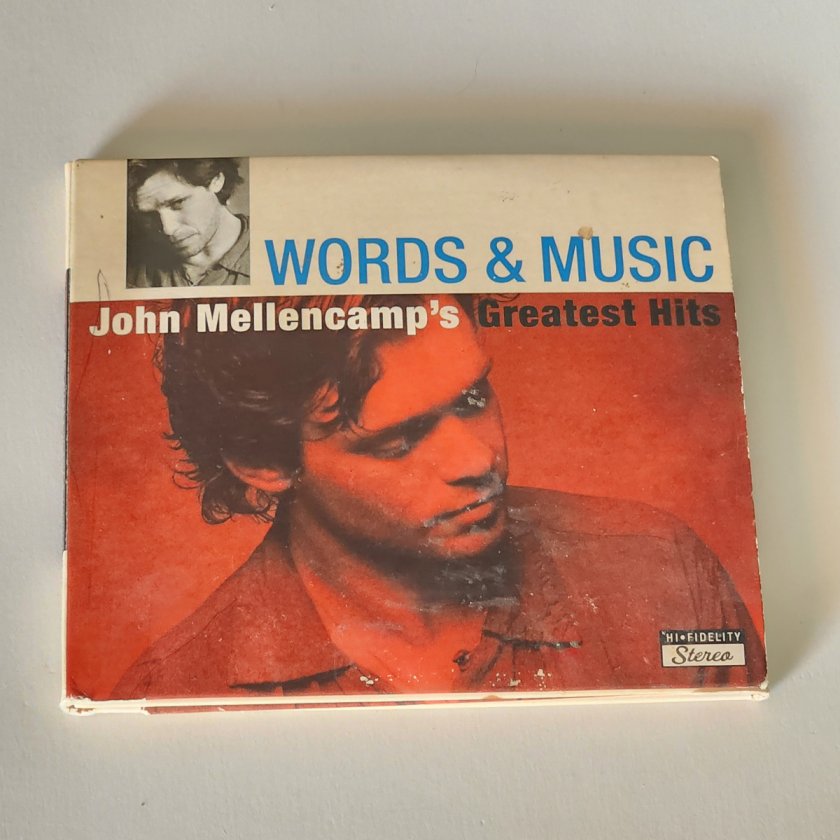 WORDS & MUSIC
John Mellencamp's Greatest Hits
HI•FIDELITY
Stereo